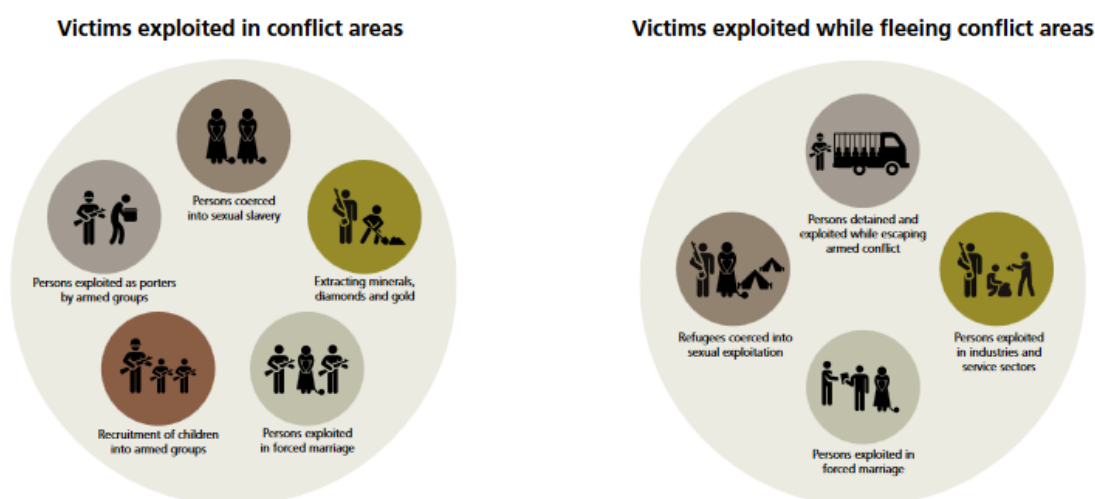 Victims exploited in conflict areas
Persons coerced
into sexual slavery
Persons exploited as porters
by armed groups
Extracting minerals,
diamonds and gold
Recruitment of children
into armed groups
Persons exploited
in forced marriage
Victims exploited while fleeing conflict areas
Persons detained and
exploited while escaping
armed conflict
Refugees coerced into
sexual exploitation
Persons exploited
in industries and
service sectors
Persons exploited in
forced marriage